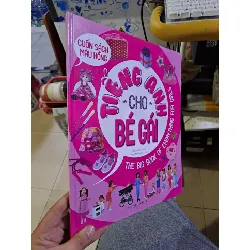 CUỐN SÁCH
MÀU HỒNG
TIẾNG ANH
CHO
BÉ GÁI
THE BIG BOOK OF EVERYTHING FOR GIRLS